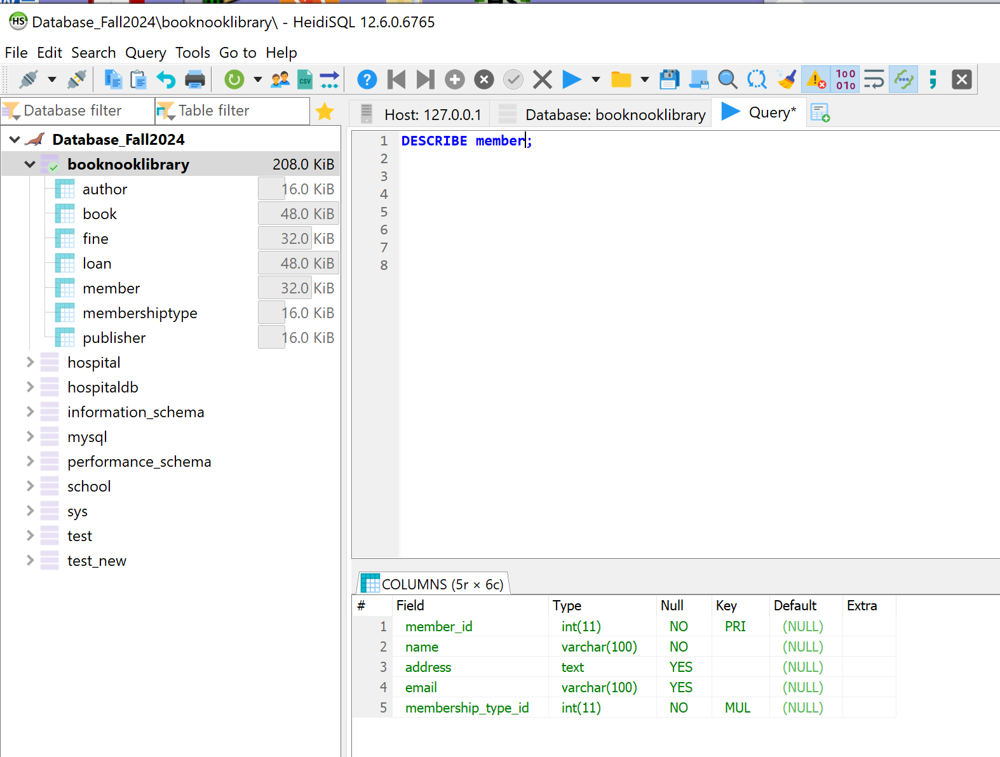 HS Database_Fall2024\booknooklibrary\ - HeidiSQL 12.6.0.6765
File Edit Search Query Tools Go to Help
CSV
100
010
Database filter
Table filter
Host: 127.0.0.1
Database: booknooklibrary
Query*
Database_Fall2024
booknooklibrary 208.0 KiB
author 16.0 KiB
book 48.0 KiB
fine 32.0 KiB
loan 48.0 KiB
member 32.0 KiB
membershiptype 16.0 KiB
publisher 16.0 KiB
hospital
hospitaldb
information_schema
mysql
performance_schema
school
sys
test
test_new
1 DESCRIBE member;
2
3
4
5
6
7
8
COLUMNS (5r × 6c)
# Field Type Null Key Default Extra
1 member_id int(11) NO PRI (NULL)
2 name varchar(100) NO (NULL)
3 address text YES (NULL)
4 email varchar(100) YES (NULL)
5 membership_type_id int(11) NO MUL (NULL)